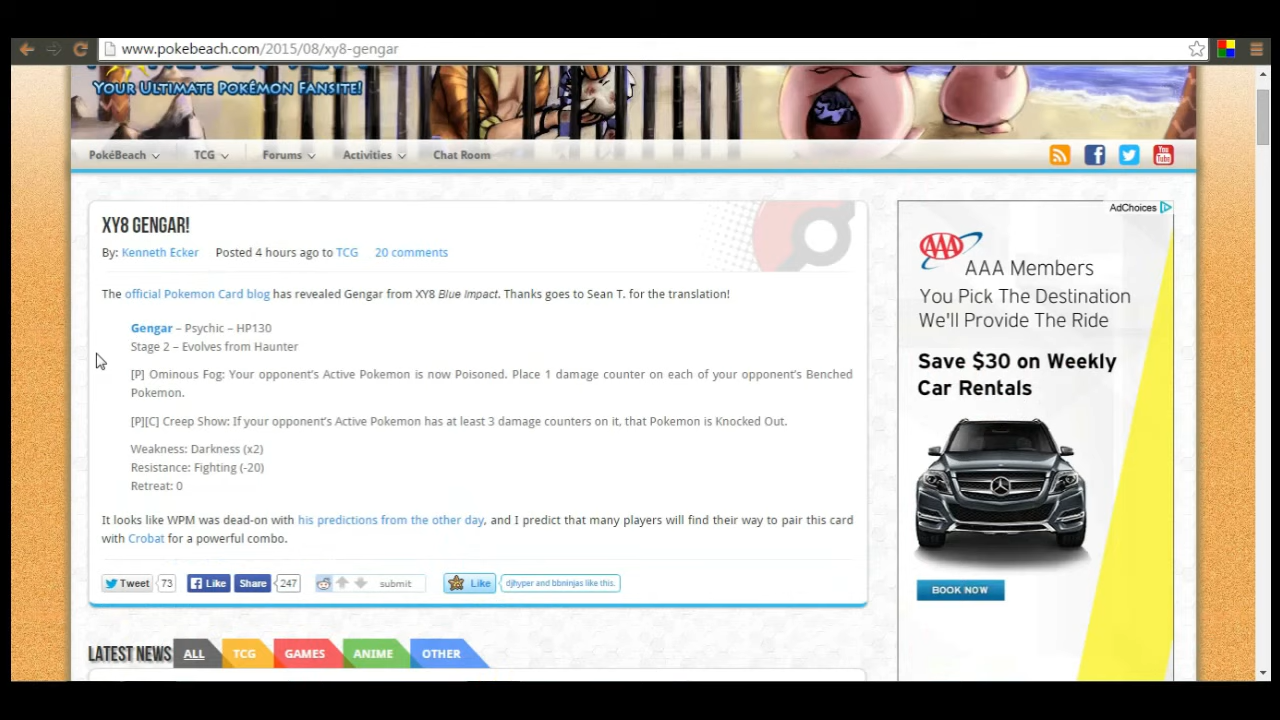 www.pokebeach.com/2015/08/xy8-gengar
YOUR ULTIMATE POKÉMON FANSITE!
PokéBeach TCG Forums Activities Chat Room
XY8 GENGAR!
By: Kenneth Ecker Posted 4 hours ago to TCG 20 comments
The official Pokemon Card blog has revealed Gengar from XY8 Blue Impact. Thanks goes to Sean T. for the translation!
Gengar – Psychic – HP130
Stage 2 – Evolves from Haunter
[P] Ominous Fog: Your opponent's Active Pokemon is now Poisoned. Place 1 damage counter on each of your opponent's Benched
Pokemon.
[P][C] Creep Show: If your opponent's Active Pokemon has at least 3 damage counters on it, that Pokemon is Knocked Out.
Weakness: Darkness (x2)
Resistance: Fighting (-20)
Retreat: 0
It looks like WPM was dead-on with his predictions from the other day, and I predict that many players will find their way to pair this card
with Crobat for a powerful combo.
Tweet 73 Like Share 247 submit Like djhyper and bbninjas like this.
LATEST NEWS ALL TCG GAMES ANIME OTHER
AdChoices
AAA
AAA Members
You Pick The Destination
We'll Provide The Ride
Save $30 on Weekly
Car Rentals
BOOK NOW
You
Tube